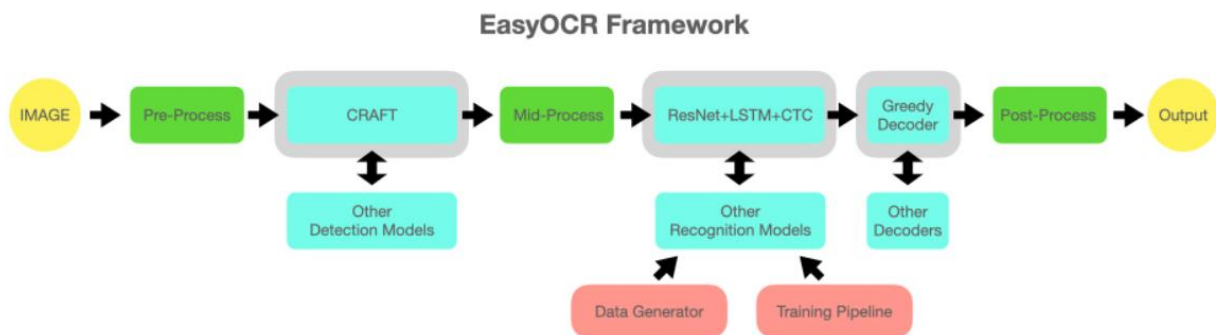 EasyOCR Framework
IMAGE
Pre-Process
CRAFT
Mid-Process
ResNet+LSTM+CTC
Greedy
Decoder
Post-Process
Output
Other
Detection Models
Other
Recognition Models
Other
Decoders
Data Generator
Training Pipeline